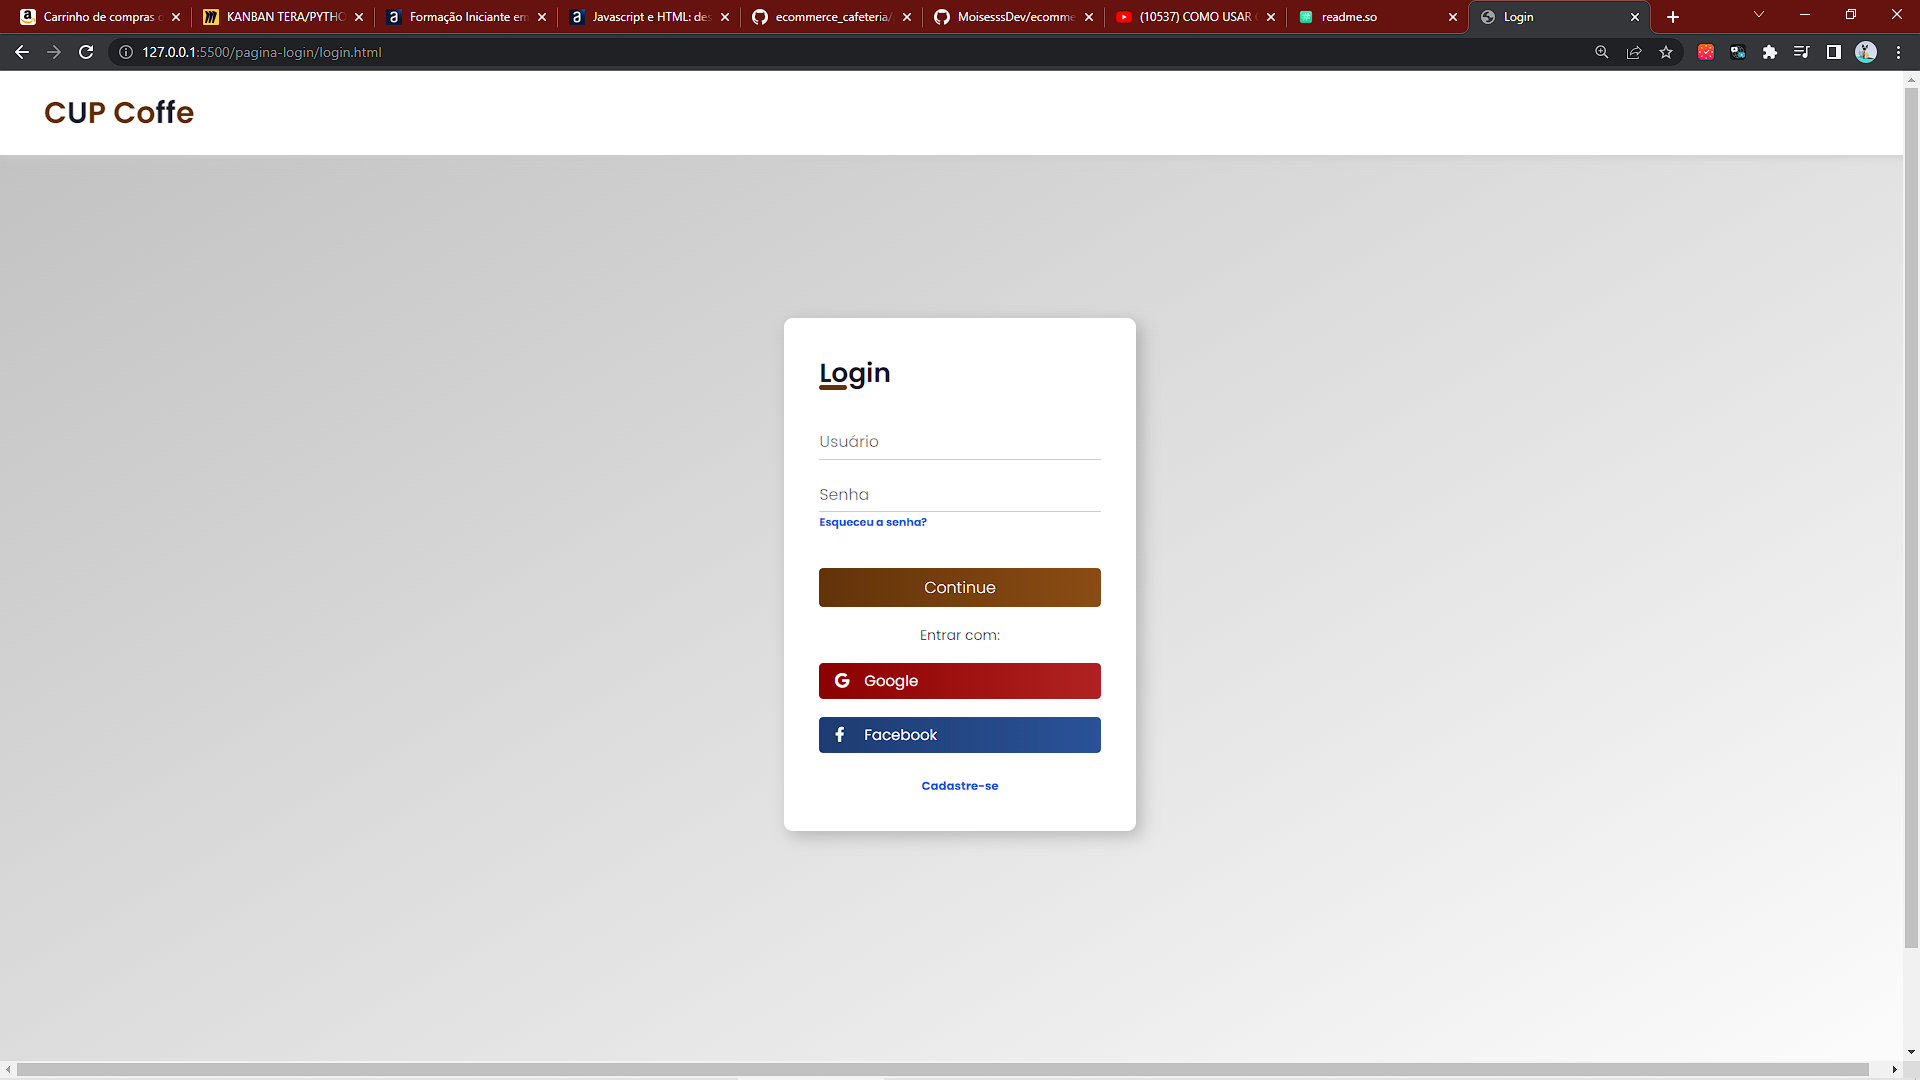 Carrinho de compras
KANBAN TERA/PYTHO
Formação Iniciante em
Javascript e HTML: des
ecommerce_cafeteria/
MoisesssDev/ecomme
(10537) COMO USAR
readme.so
Login
127.0.0.1:5500/pagina-login/login.html
CUP Coffe
Login
Usuário
Senha
Esqueceu a senha?
Continue
Entrar com:
Google
Facebook
Cadastre-se